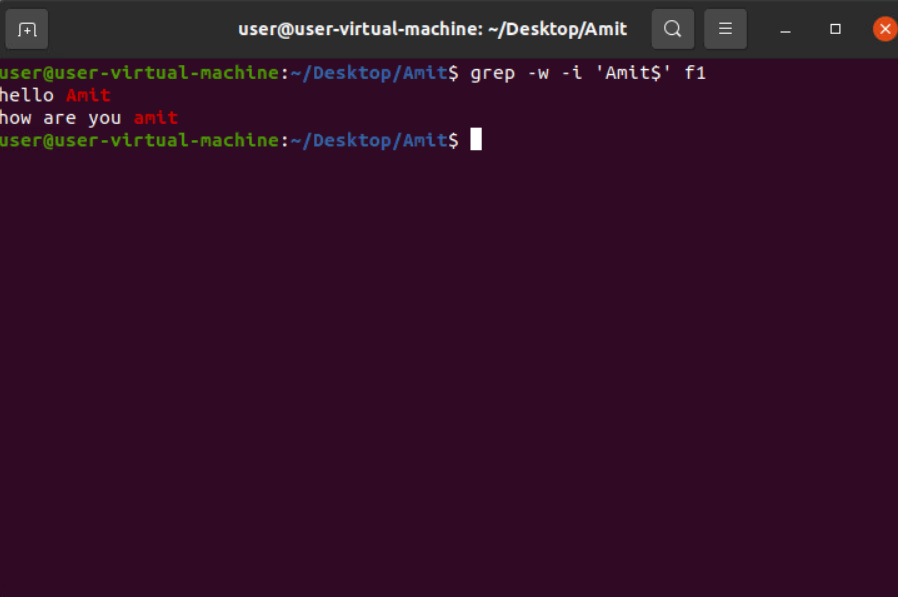 user@user-virtual-machine: ~/Desktop/Amit
user@user-virtual-machine:~/Desktop/Amit$ grep -w -i 'Amit$' f1
hello Amit
how are you amit
user@user-virtual-machine:~/Desktop/Amit$